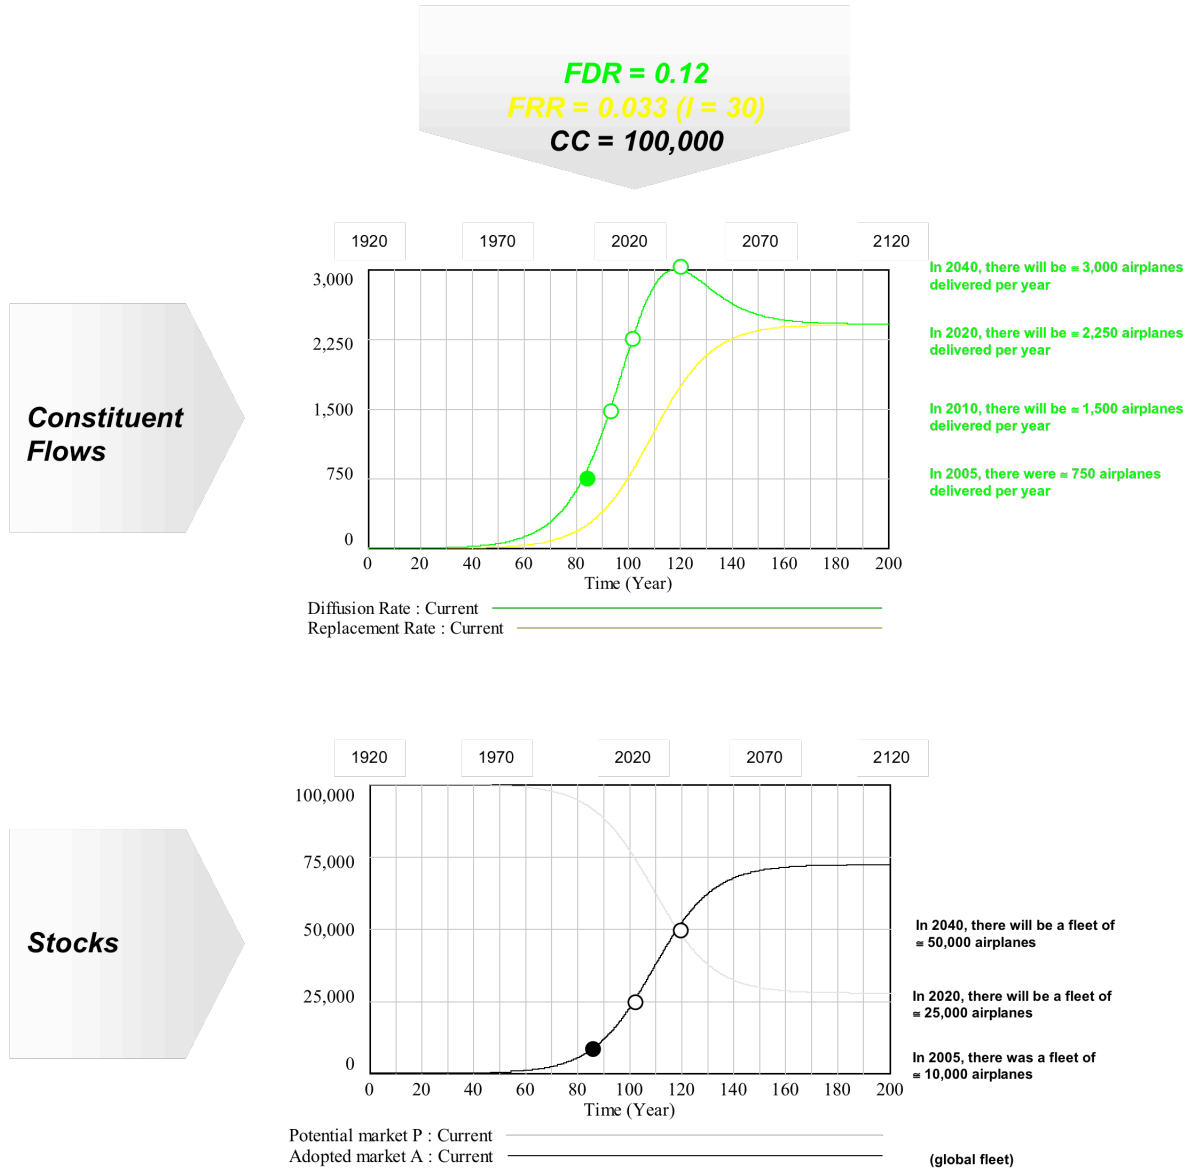 FDR = 0.12
FRR = 0.033 (I = 30)
CC = 100,000
1920 1970 2020 2070 2120
3,000
2,250
1,500
750
0
0 20 40 60 80 100 120 140 160 180 200
Time (Year)
Diffusion Rate : Current
Replacement Rate : Current
Constituent
Flows
In 2040, there will be ≅ 3,000 airplanes
delivered per year
In 2020, there will be ≅ 2,250 airplanes
delivered per year
In 2010, there will be ≅ 1,500 airplanes
delivered per year
In 2005, there were ≅ 750 airplanes
delivered per year
1920 1970 2020 2070 2120
100,000
75,000
50,000
25,000
0
0 20 40 60 80 100 120 140 160 180 200
Time (Year)
Potential market P : Current
Adopted market A : Current
Stocks
In 2040, there will be a fleet of
≅ 50,000 airplanes
In 2020, there will be a fleet of
≅ 25,000 airplanes
In 2005, there was a fleet of
≅ 10,000 airplanes
(global fleet)